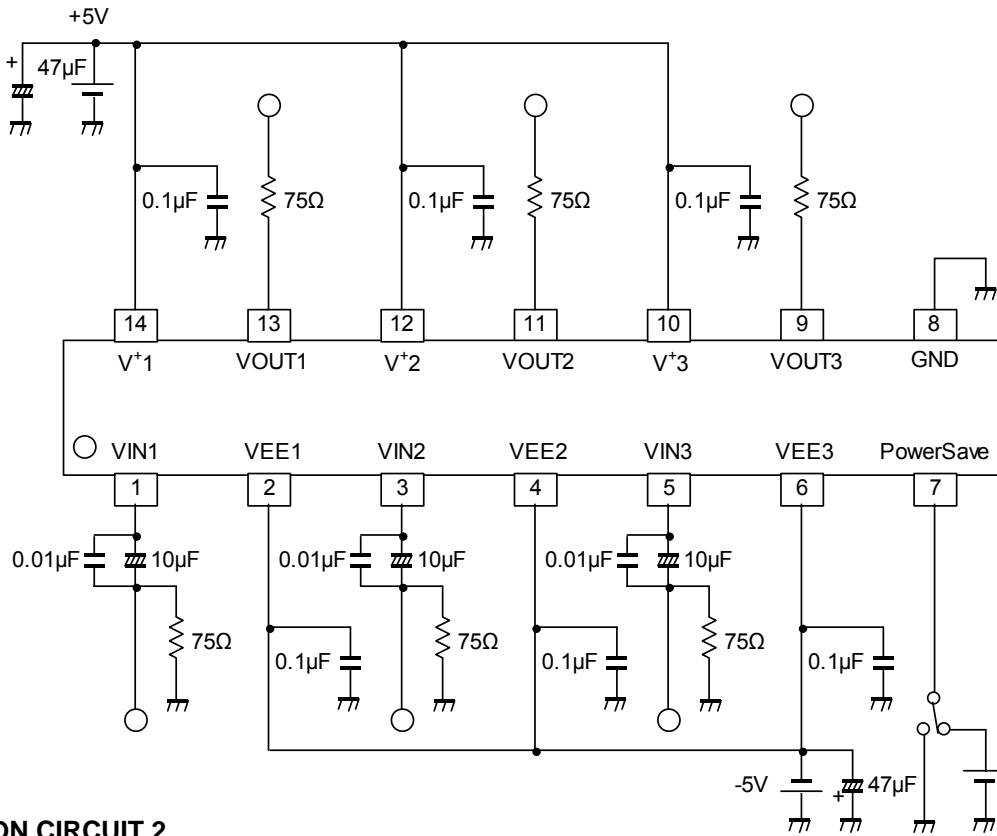 +5V
+
47µF
0.1µF
75Ω
0.1µF
75Ω
0.1µF
75Ω
14
13
12
11
10
9
8
V+1
VOUT1
V+2
VOUT2
V+3
VOUT3
GND
VIN1
VEE1
VIN2
VEE2
VIN3
VEE3
PowerSave
1
2
3
4
5
6
7
0.01µF
10µF
0.01µF
10µF
0.01µF
10µF
75Ω
0.1µF
75Ω
0.1µF
75Ω
0.1µF
-5V
+
47µF
ON CIRCUIT 2